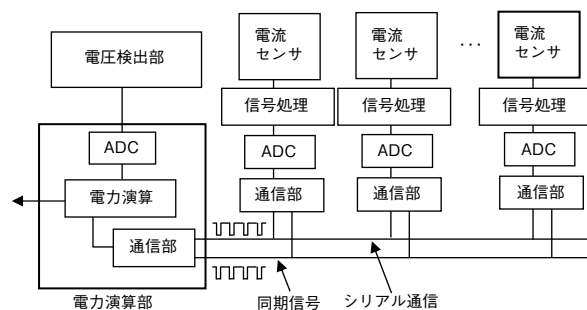 電圧検出部
ADC
電力演算
通信部
電力演算部
電流
センサ
信号処理
ADC
通信部
電流
センサ
信号処理
ADC
通信部
...
電流
センサ
信号処理
ADC
通信部
同期信号
シリアル通信